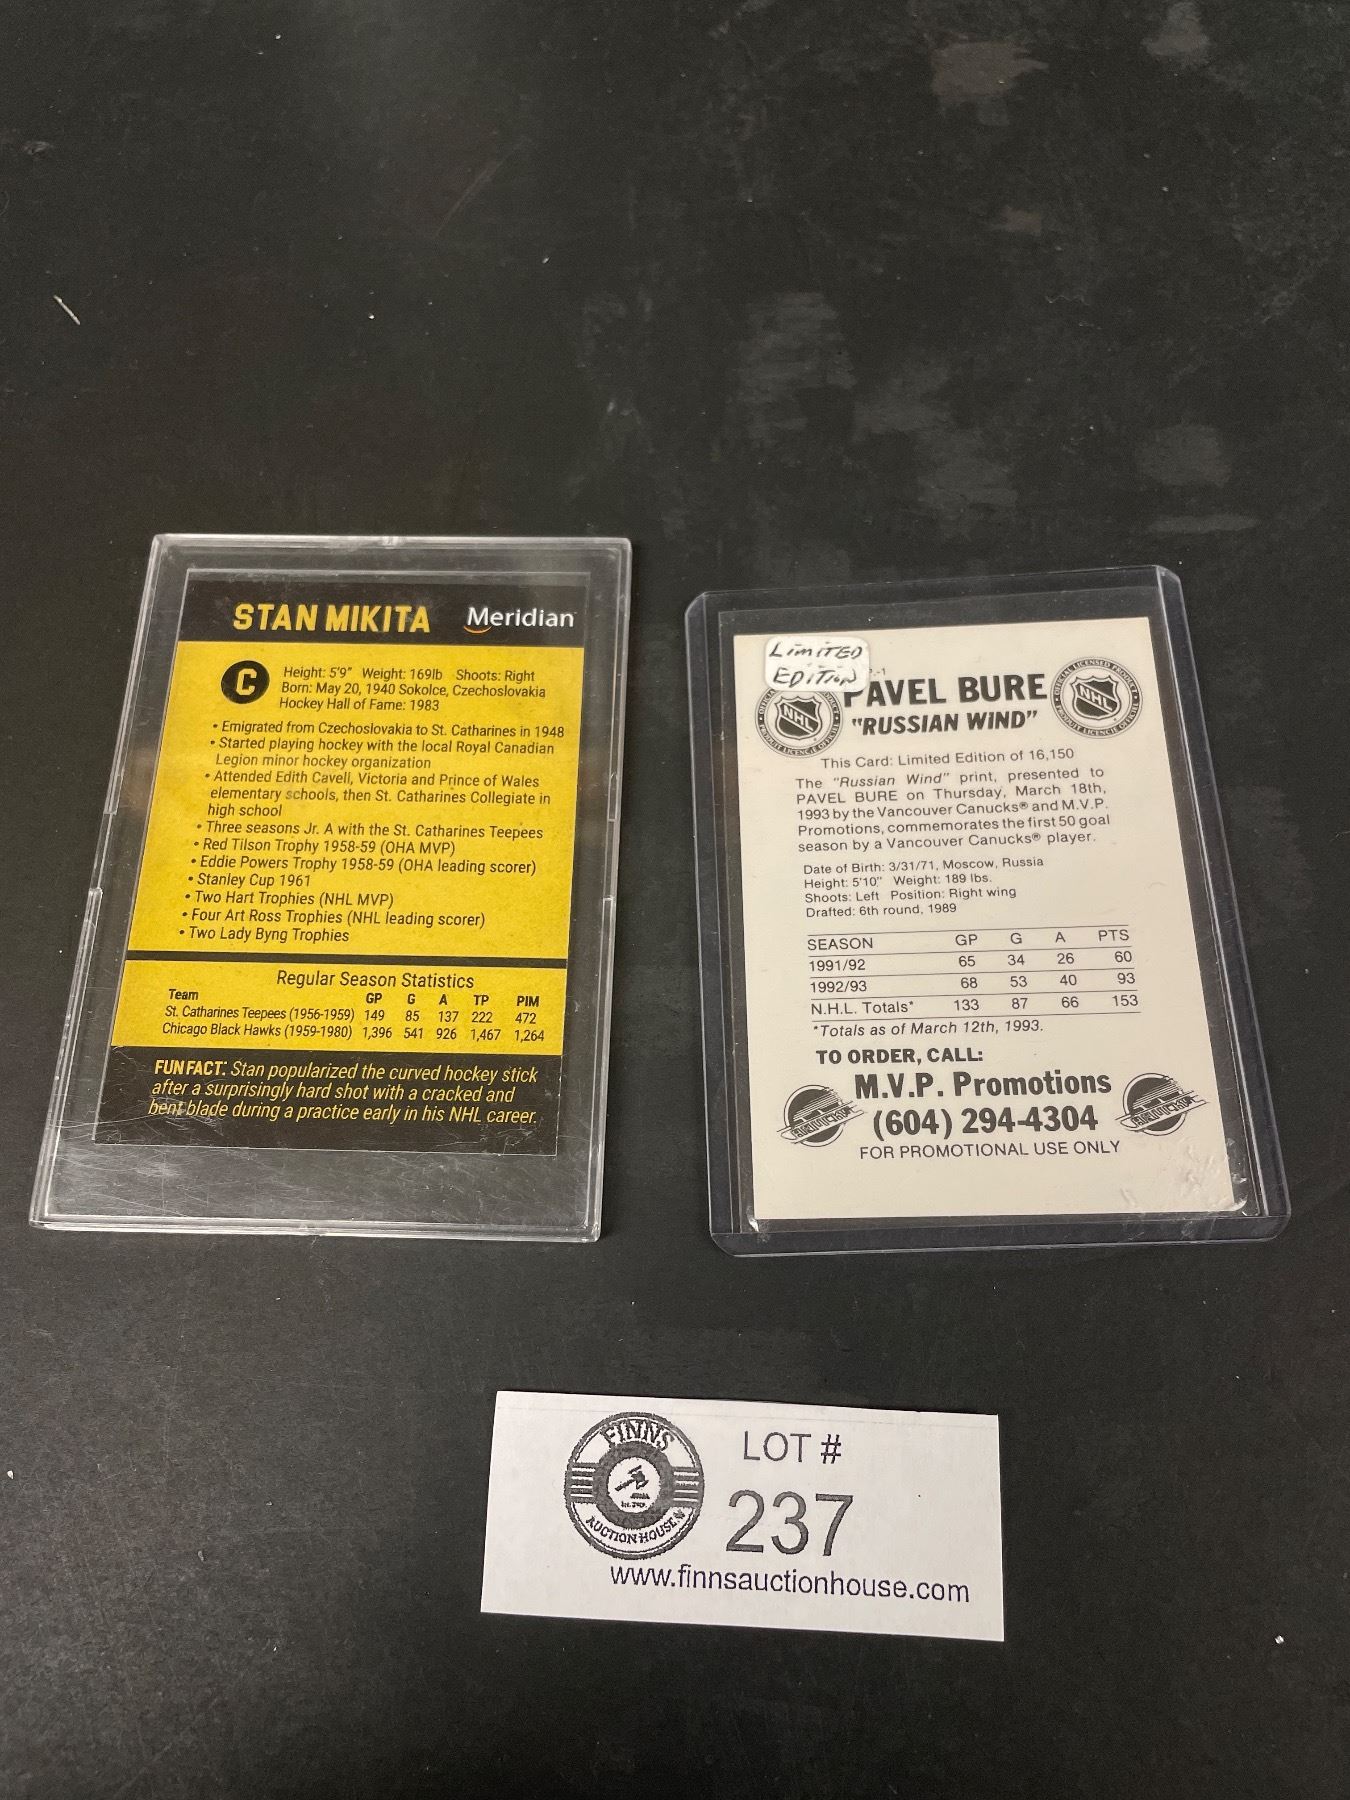 STAN MIKITA Meridian
C
Height: 5'9" Weight: 169lb Shoots: Right
Born: May 20, 1940 Sokolce, Czechoslovakia
Hockey Hall of Fame: 1983
• Emigrated from Czechoslovakia to St. Catharines in 1948
• Started playing hockey with the local Royal Canadian
Legion minor hockey organization
• Attended Edith Cavell, Victoria and Prince of Wales
elementary schools, then St. Catharines Collegiate in
high school
• Three seasons Jr. A with the St. Catharines Teepees
• Red Tilson Trophy 1958-59 (OHA MVP)
• Eddie Powers Trophy 1958-59 (OHA leading scorer)
• Stanley Cup 1961
• Two Hart Trophies (NHL MVP)
• Four Art Ross Trophies (NHL leading scorer)
• Two Lady Byng Trophies
Regular Season Statistics
Team GP G A TP PIM
St. Catharines Teepees (1956-1959) 149 85 137 222 472
Chicago Black Hawks (1959-1980) 1,396 541 926 1,467 1,264
FUN FACT: Stan popularized the curved hockey stick
after a surprisingly hard shot with a cracked and
bent blade during a practice early in his NHL career.
LIMITED
EDITION
-1
PAVEL BURE
"RUSSIAN WIND"
NHL
NHL
OFFICIAL LICENSED PRODUCT
PRODUIT LICENCIE OFFICIEL
This Card: Limited Edition of 16,150
The "Russian Wind" print, presented to
PAVEL BURE on Thursday, March 18th,
1993 by the Vancouver Canucks® and M.V.P.
Promotions, commemorates the first 50 goal
season by a Vancouver Canucks® player.
Date of Birth: 3/31/71, Moscow, Russia
Height: 5'10" Weight: 189 lbs.
Shoots: Left Position: Right wing
Drafted: 6th round, 1989
SEASON GP G A PTS
1991/92 65 34 26 60
1992/93 68 53 40 93
N.H.L. Totals* 133 87 66 153
*Totals as of March 12th, 1993.
TO ORDER, CALL:
M.V.P. Promotions
(604) 294-4304
FOR PROMOTIONAL USE ONLY
FINNS
AUCTION HOUSE
LOT #
237
www.finnsauctionhouse.com